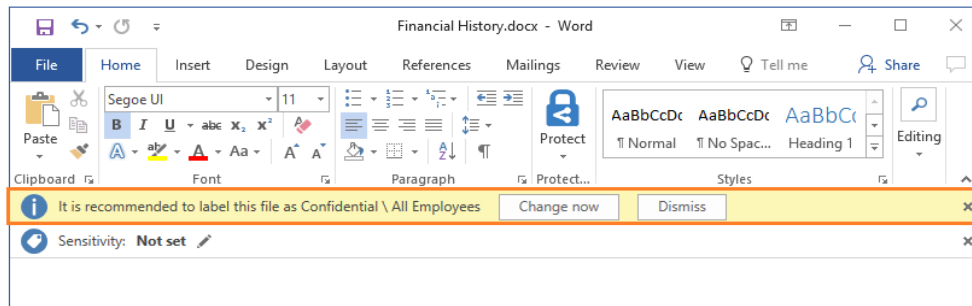 Financial History.docx - Word
File Home Insert Design Layout References Mailings Review View Tell me Share
Segoe UI 11
Paste
B I U abc x₂ x²
A aby A Aa A A
Protect
AaBbCcDc AaBbCcDc AaBbC
¶ Normal ¶ No Spac... Heading 1
Editing
Clipboard Font Paragraph Protect... Styles
It is recommended to label this file as Confidential \ All Employees Change now Dismiss
Sensitivity: Not set